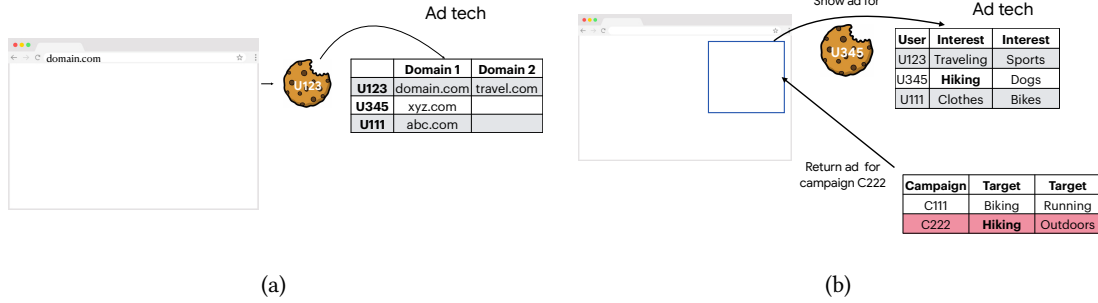 Ad tech
domain.com
U123
Domain 1 Domain 2
U123 domain.com travel.com
U345 xyz.com
U111 abc.com
(a)
Show ad for
Ad tech
U345
User Interest Interest
U123 Traveling Sports
U345 Hiking Dogs
U111 Clothes Bikes
Return ad for
campaign C222
Campaign Target Target
C111 Biking Running
C222 Hiking Outdoors
(b)